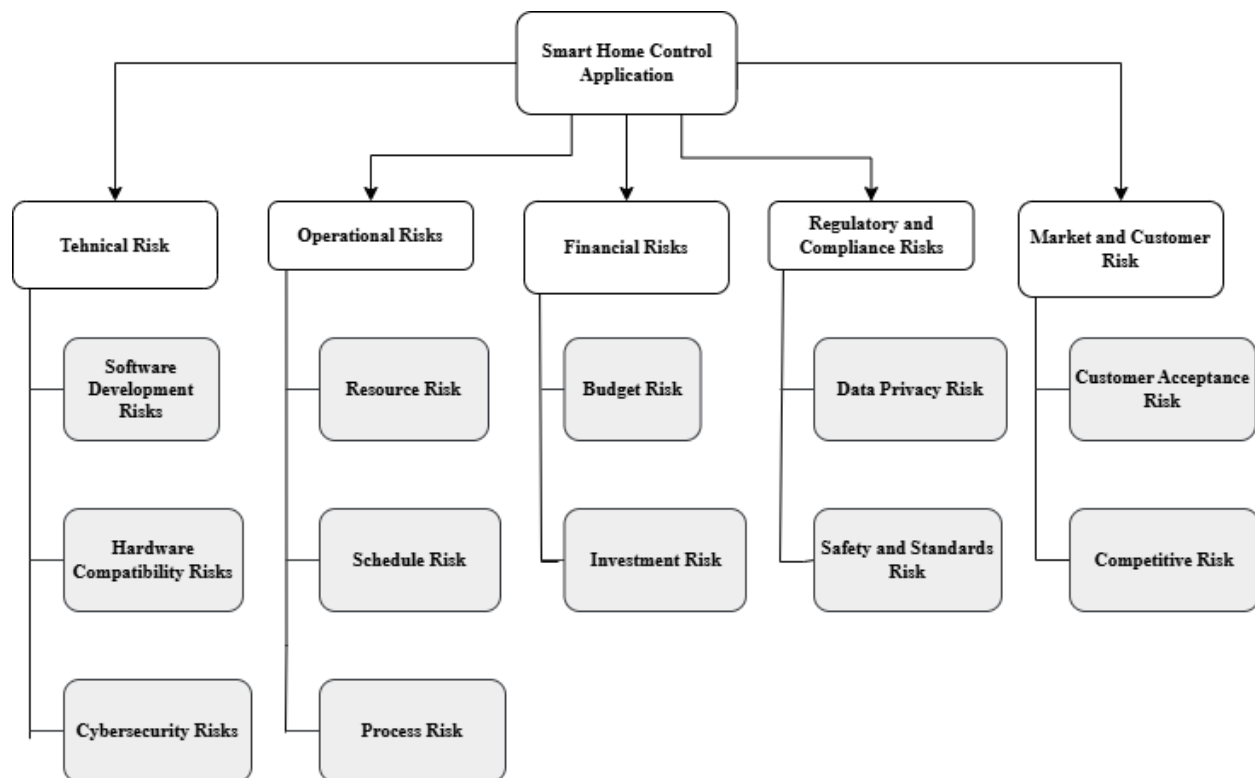 Smart Home Control
Application
Tehnical Risk
Operational Risks
Financial Risks
Regulatory and
Compliance Risks
Market and Customer
Risk
Software
Development
Risks
Resource Risk
Budget Risk
Data Privacy Risk
Customer Acceptance
Risk
Hardware
Compatibility Risks
Schedule Risk
Investment Risk
Safety and Standards
Risk
Competitive Risk
Cybersecurity Risks
Process Risk